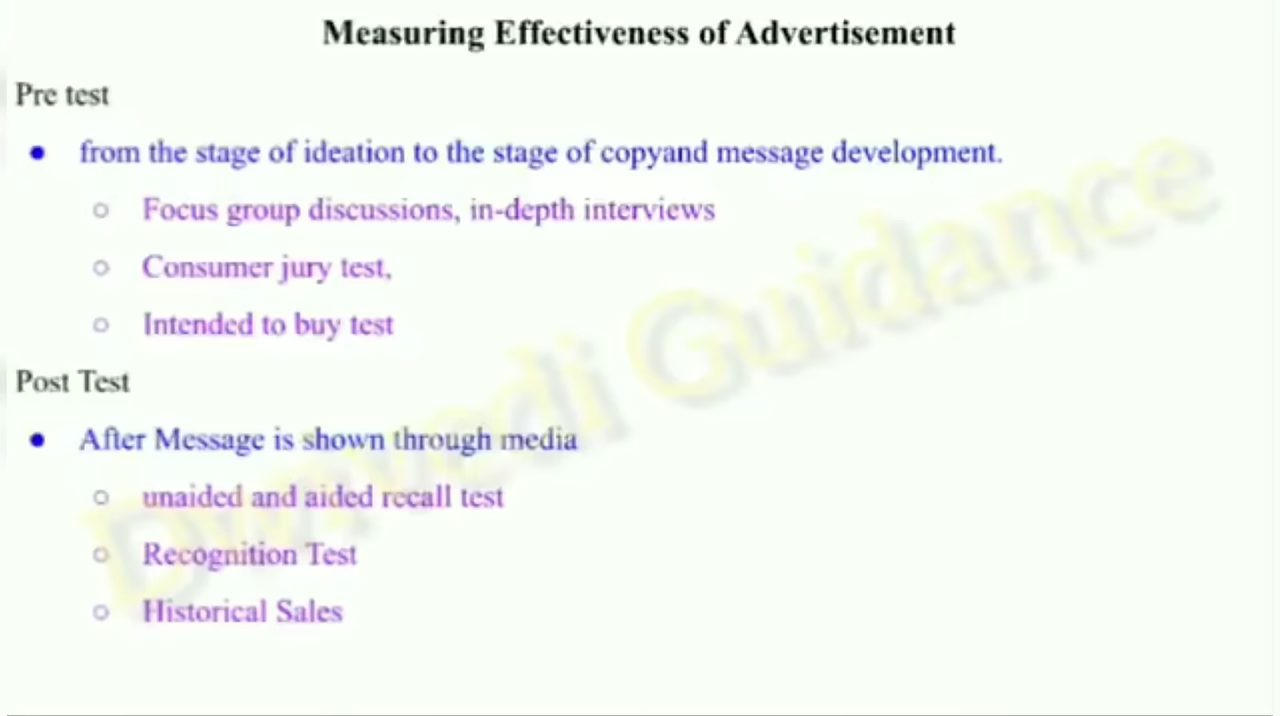 Measuring Effectiveness of Advertisement
Pre test
● from the stage of ideation to the stage of copyand message development.
○ Focus group discussions, in-depth interviews
○ Consumer jury test,
○ Intended to buy test
Post Test
● After Message is shown through media
○ unaided and aided recall test
○ Recognition Test
○ Historical Sales
Dwivedi Guidance